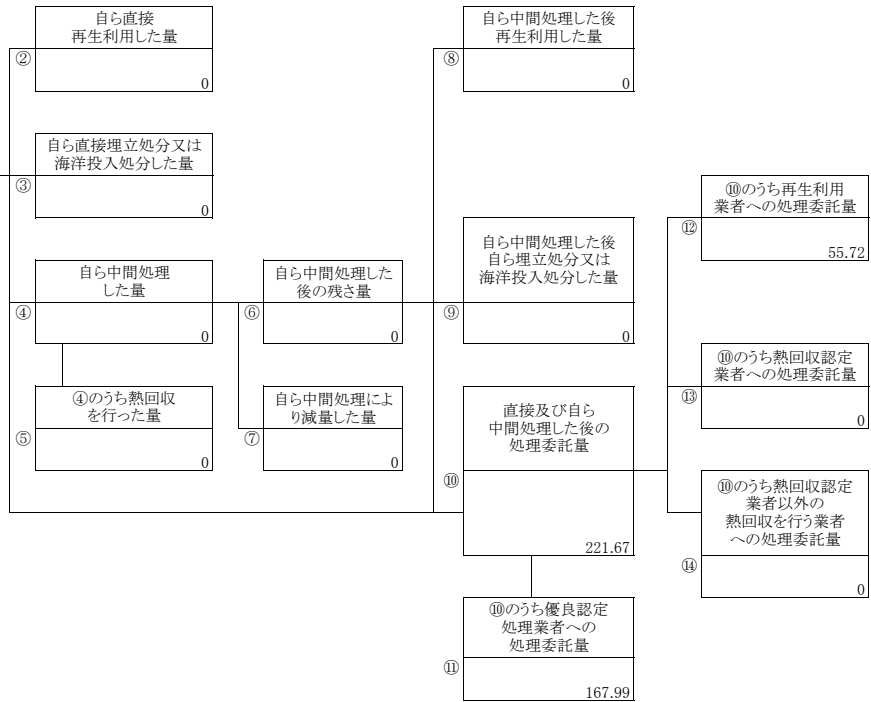 自ら直接
再生利用した量
②
0
自ら直接埋立処分又は
海洋投入処分した量
③
0
自ら中間処理
した量
④
0
④のうち熱回収
を行った量
⑤
0
自ら中間処理した
後の残さ量
⑥
0
自ら中間処理によ
り減量した量
⑦
0
自ら中間処理した後
再生利用した量
⑧
0
自ら中間処理した後
自ら埋立処分又は
海洋投入処分した量
⑨
0
直接及び自ら
中間処理した後の
処理委託量
⑩
221.67
⑩のうち優良認定
処理業者への
処理委託量
⑪
167.99
⑩のうち再生利用
業者への処理委託量
⑫
55.72
⑩のうち熱回収認定
業者への処理委託量
⑬
0
⑩のうち熱回収認定
業者以外の
熱回収を行う業者
への処理委託量
⑭
0